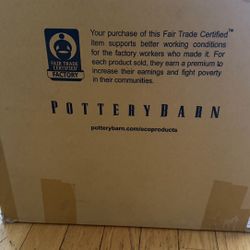 Your purchase of this Fair Trade Certified™
item supports better working conditions
for the factory workers who made it. For
each product sold, they earn a premium to
increase their earnings and fight poverty
in their communities.
FAIR TRADE
CERTIFIED
FACTORY
POTTERY BARN
potterybarn.com/ecoproducts